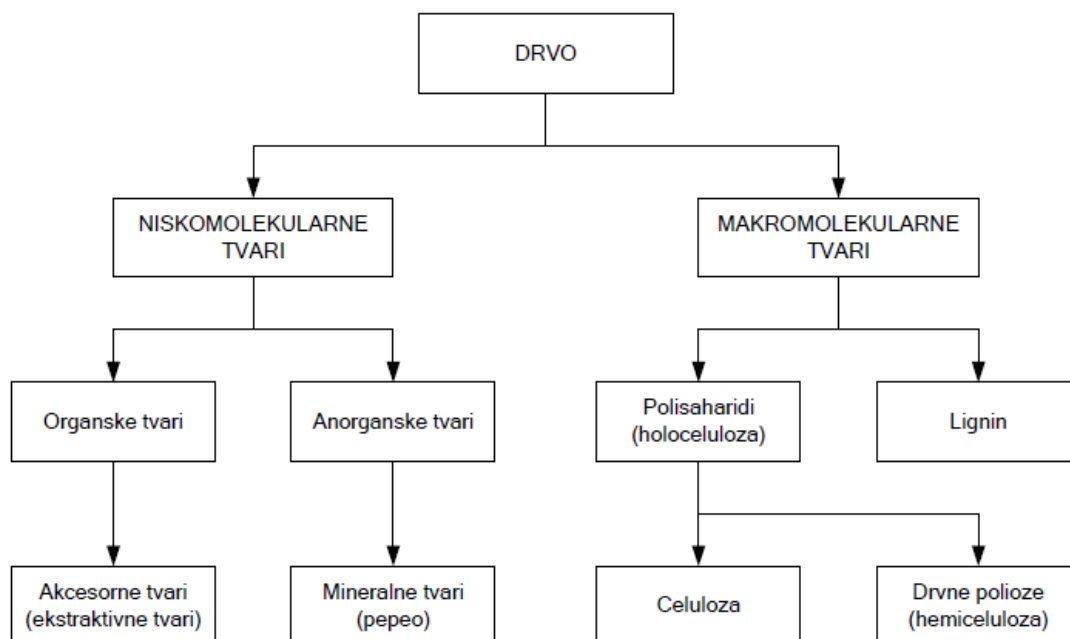 DRVO
NISKOMOLEKULARNE
TVARI
MAKROMOLEKULARNE
TVARI
Organske tvari
Anorganske tvari
Polisaharidi
(holoceluloza)
Lignin
Akcesorne tvari
(ekstraktivne tvari)
Mineralne tvari
(pepeo)
Celuloza
Drvne polioze
(hemiceluloza)